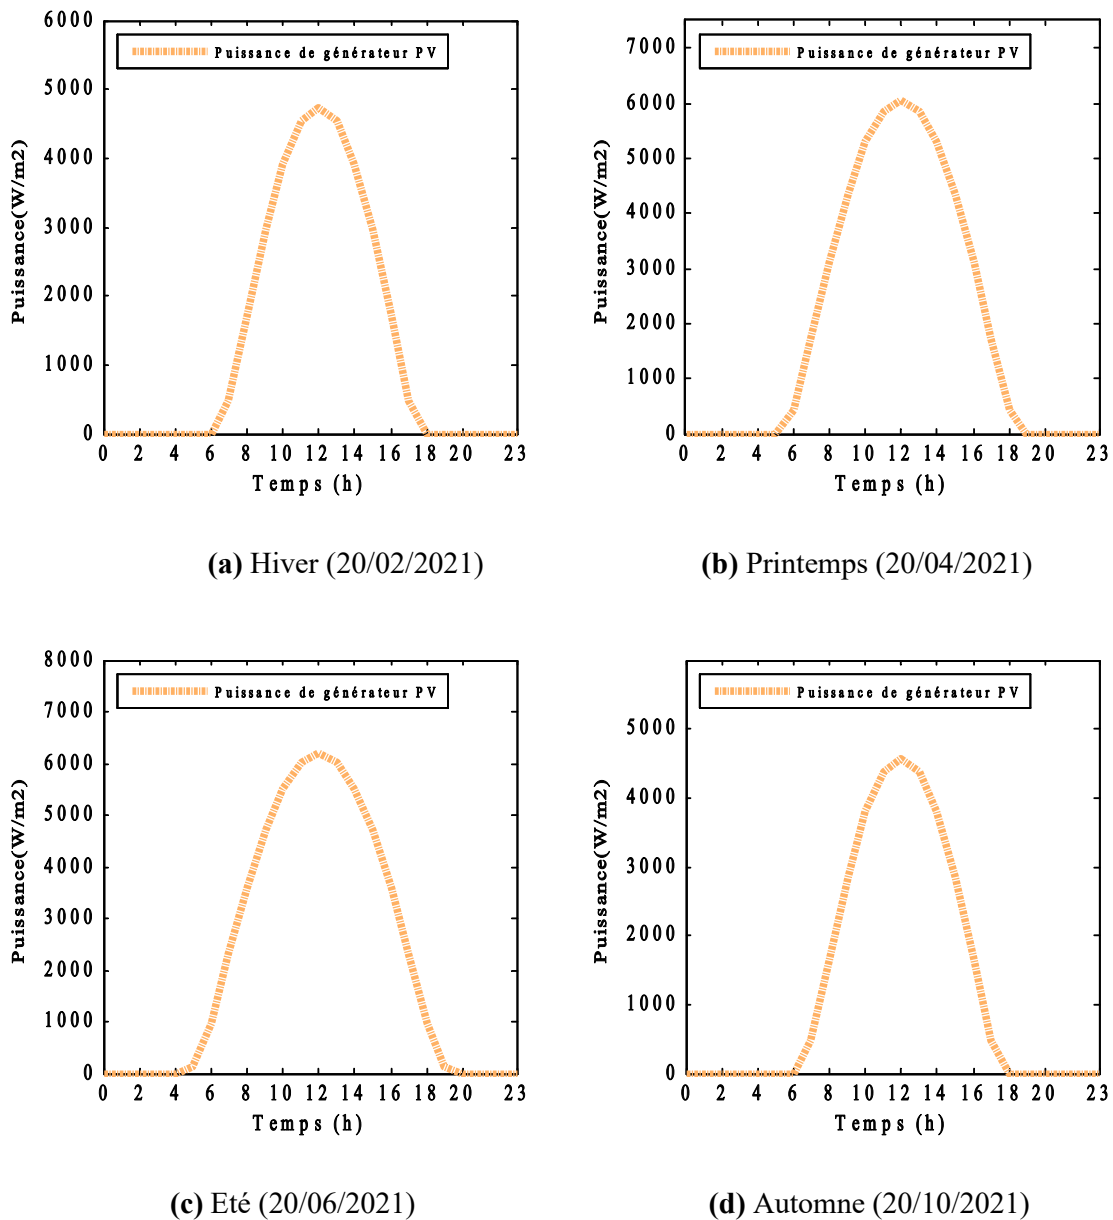 6000
5000
4000
3000
2000
1000
0
Puissance(W/m2)
Puissance de générateur PV
0 2 4 6 8 10 12 14 16 18 20 23
Temps (h)
(a) Hiver (20/02/2021)
7000
6000
5000
4000
3000
2000
1000
0
Puissance(W/m2)
Puissance de générateur PV
0 2 4 6 8 10 12 14 16 18 20 23
Temps (h)
(b) Printemps (20/04/2021)
8000
7000
6000
5000
4000
3000
2000
1000
0
Puissance(W/m2)
Puissance de générateur PV
0 2 4 6 8 10 12 14 16 18 20 23
Temps (h)
(c) Eté (20/06/2021)
5000
4000
3000
2000
1000
0
Puissance(W/m2)
Puissance de générateur PV
0 2 4 6 8 10 12 14 16 18 20 23
Temps (h)
(d) Automne (20/10/2021)